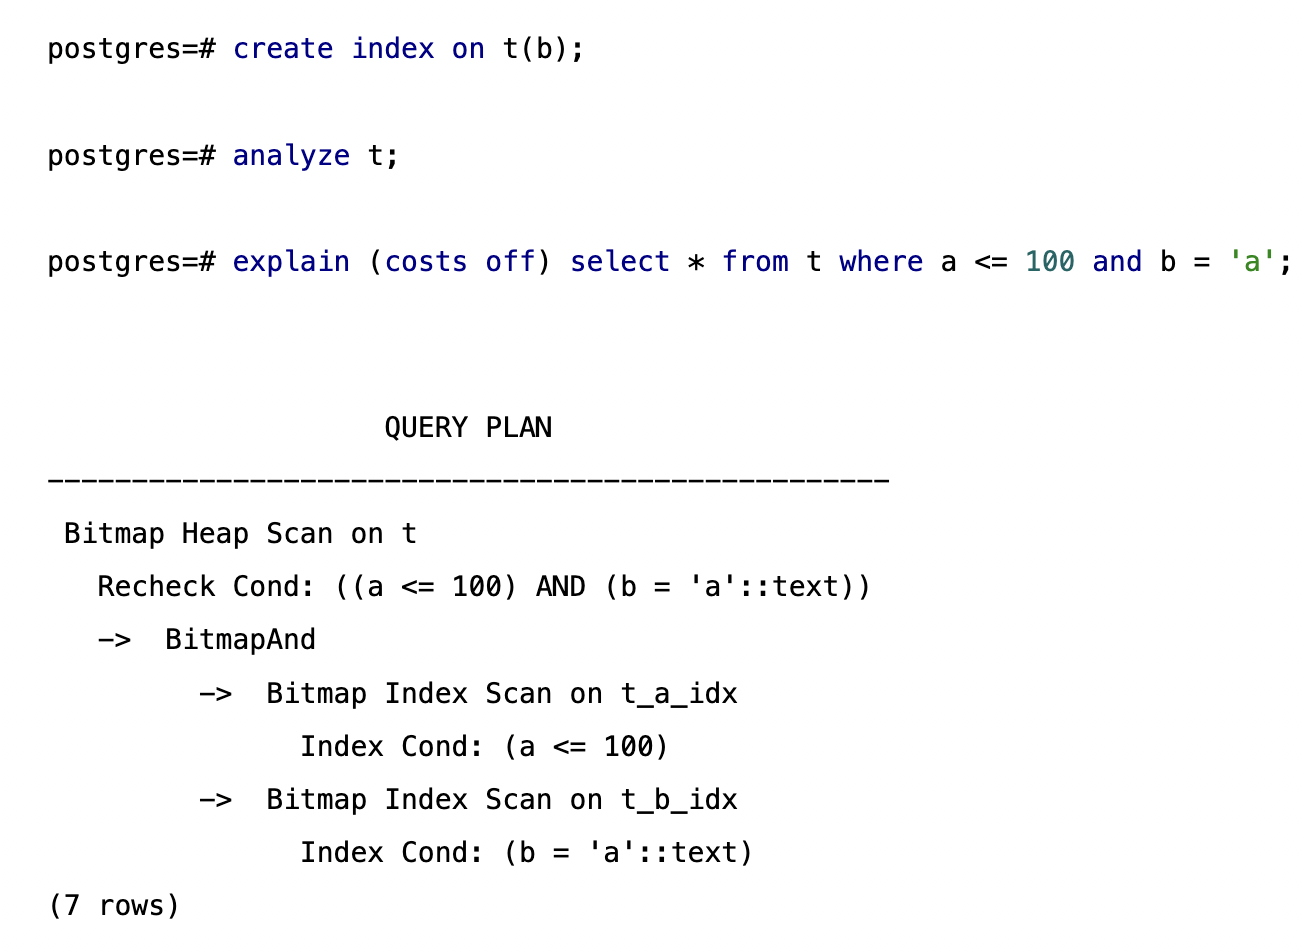 postgres=# create index on t(b);
postgres=# analyze t;
postgres=# explain (costs off) select * from t where a <= 100 and b = 'a';
QUERY PLAN
--------------------------------------------------
Bitmap Heap Scan on t
Recheck Cond: ((a <= 100) AND (b = 'a'::text))
-> BitmapAnd
-> Bitmap Index Scan on t_a_idx
Index Cond: (a <= 100)
-> Bitmap Index Scan on t_b_idx
Index Cond: (b = 'a'::text)
(7 rows)